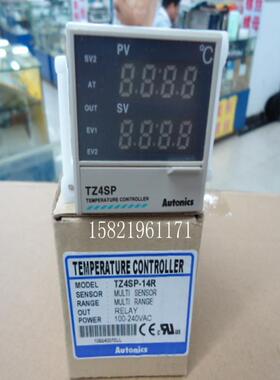 PV
°C
SV2
8.8.8.8
AT
OUT
SV
EV1
8.8.8.8
EV2
TZ4SP
TEMPERATURE CONTROLLER
Autonics
15821961171
TEMPERATURE CONTROLLER
MODEL TZ4SP-14R
SENSOR MULTI SENSOR
RANGE MULTI RANGE
OUT RELAY
POWER 100-240VAC
Autonics